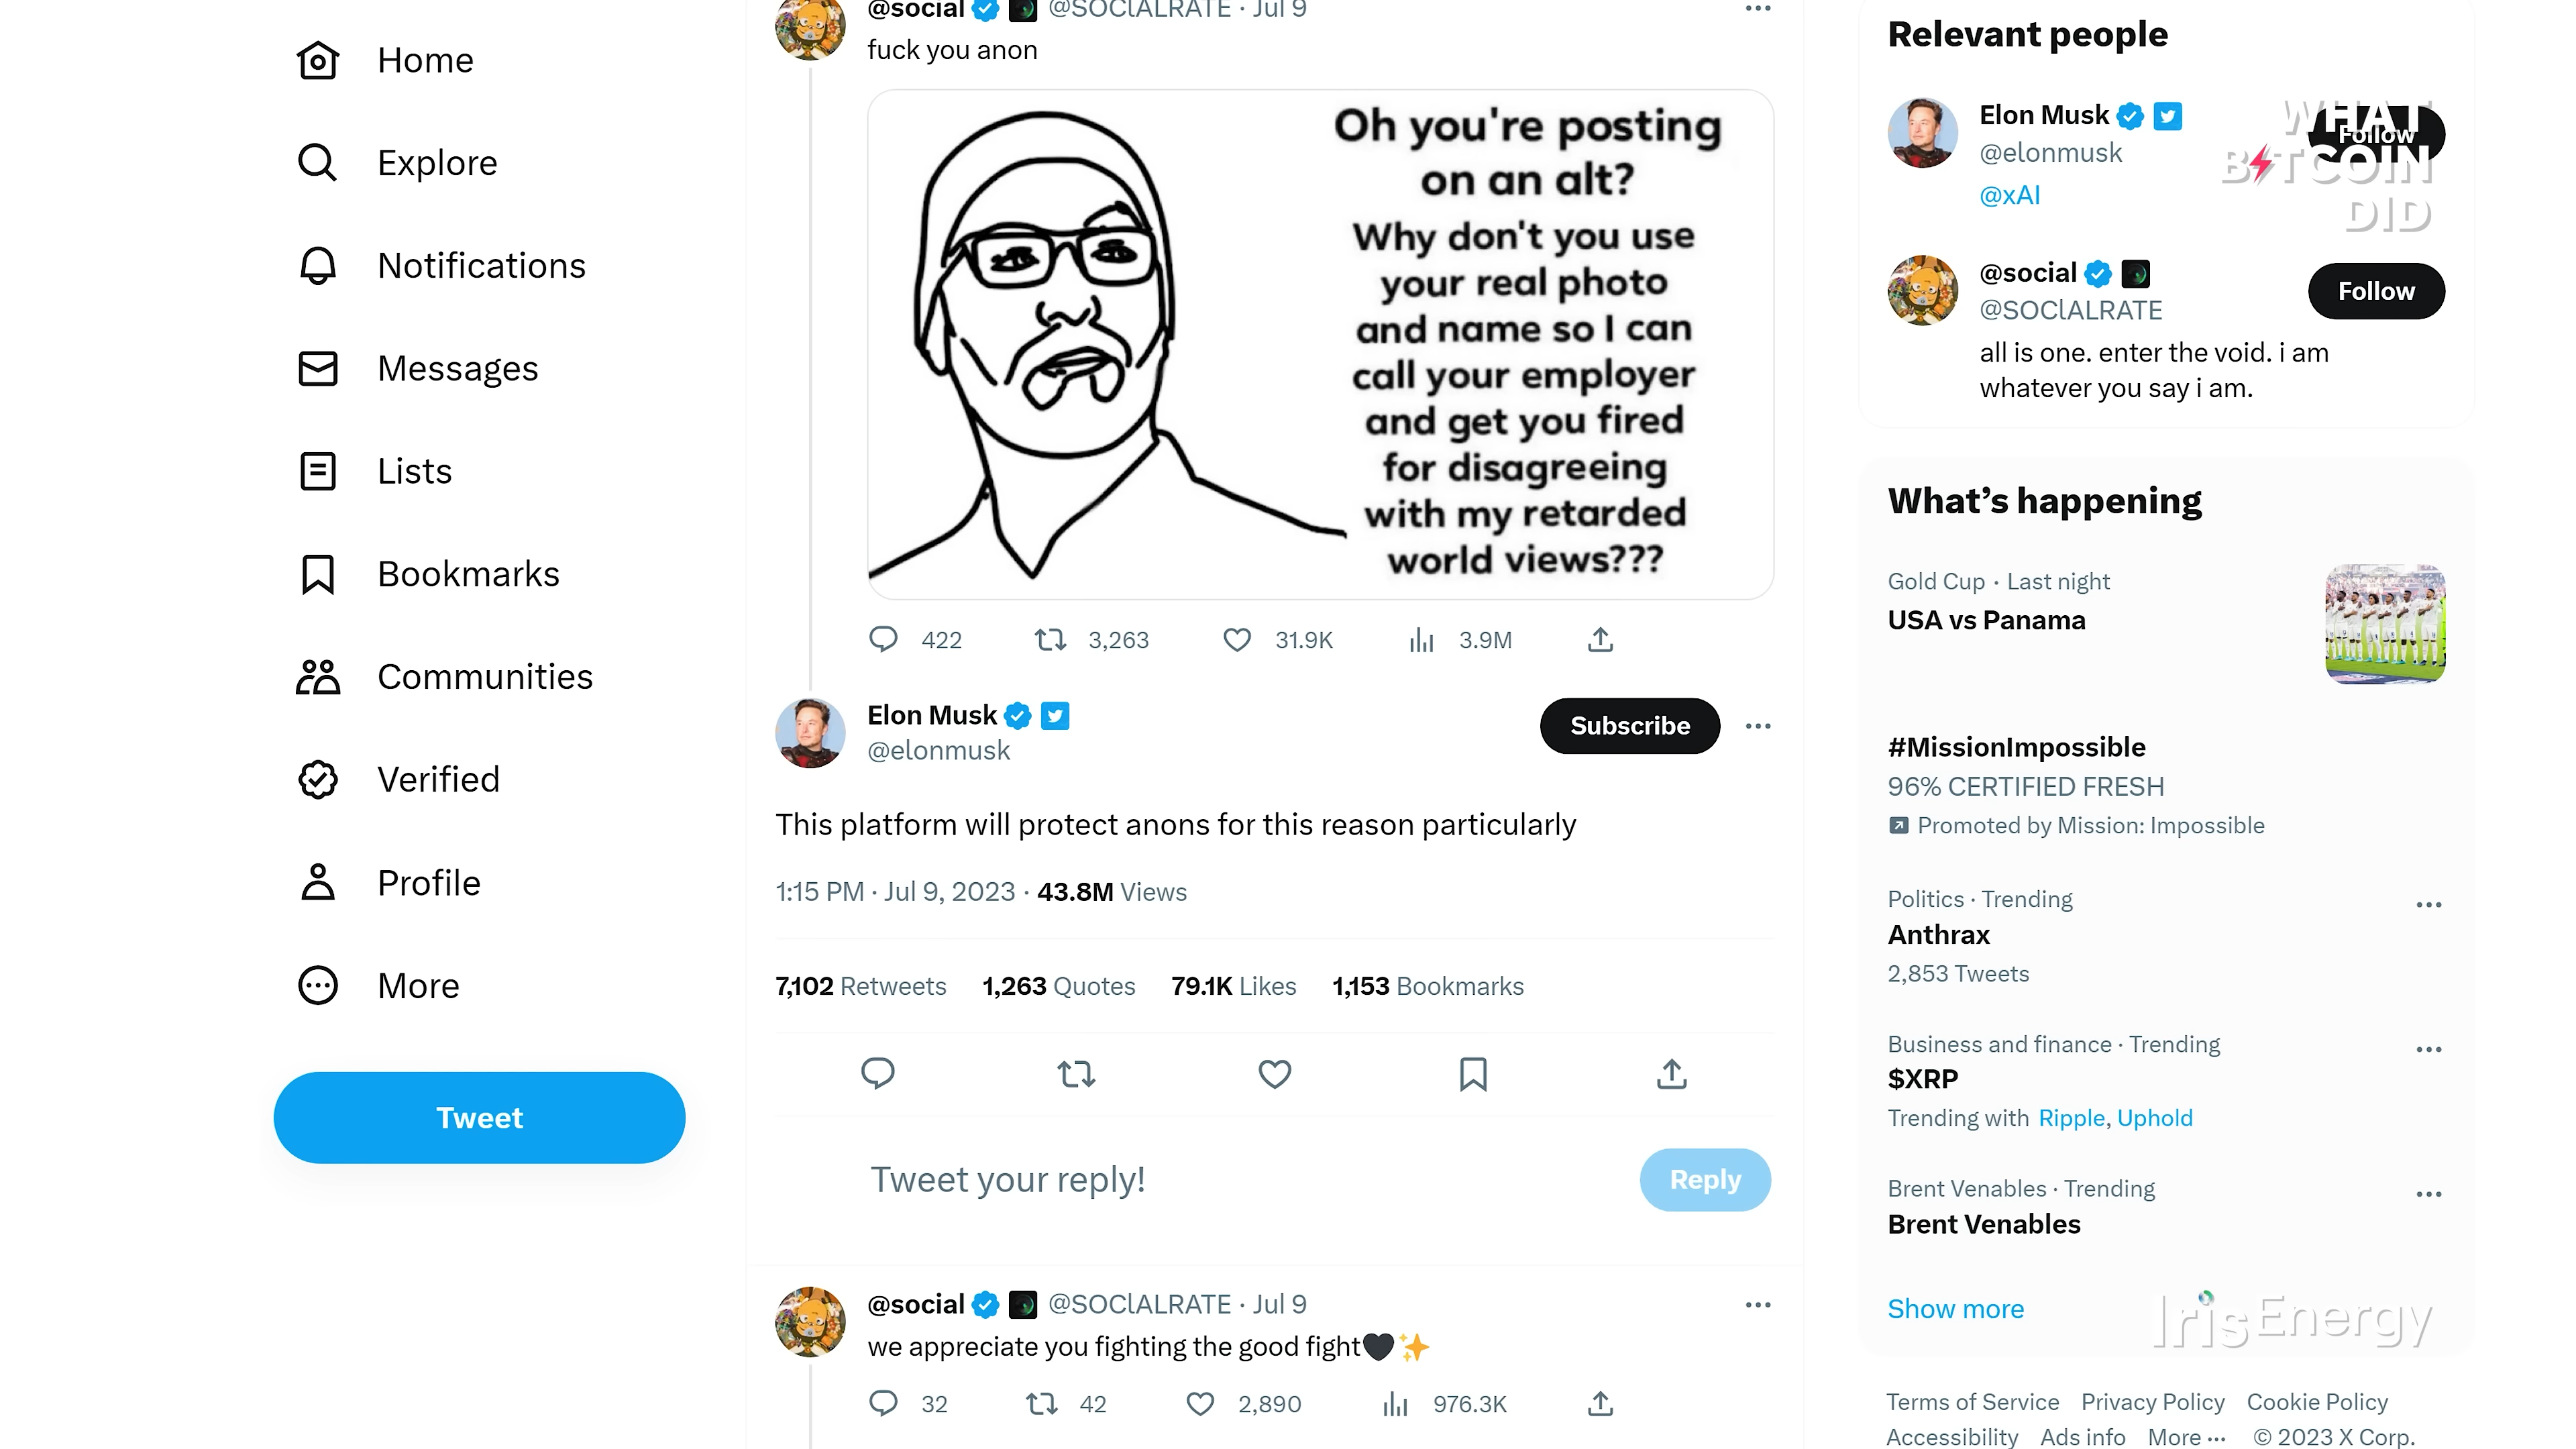 Home
Explore
Notifications
Messages
Lists
Bookmarks
Communities
Verified
Profile
More
Tweet
@social @SOClALRATE · Jul 9
fuck you anon
Oh you're posting
on an alt?
Why don't you use
your real photo
and name so I can
call your employer
and get you fired
for disagreeing
with my retarded
world views???
422 3,263 31.9K 3.9M
Elon Musk
@elonmusk
Subscribe
This platform will protect anons for this reason particularly
1:15 PM · Jul 9, 2023 · 43.8M Views
7,102 Retweets 1,263 Quotes 79.1K Likes 1,153 Bookmarks
Tweet your reply!
Reply
@social @SOClALRATE · Jul 9
we appreciate you fighting the good fight
32 42 2,890 976.3K
Relevant people
Elon Musk
@elonmusk
@xAI
Follow
WHAT
BITCOIN
DID
@social
@SOClALRATE
Follow
all is one. enter the void. i am
whatever you say i am.
What’s happening
Gold Cup · Last night
USA vs Panama
#MissionImpossible
96% CERTIFIED FRESH
Promoted by Mission: Impossible
Politics · Trending
Anthrax
2,853 Tweets
Business and finance · Trending
$XRP
Trending with Ripple, Uphold
Brent Venables · Trending
Brent Venables
Show more
Iris Energy
Terms of Service Privacy Policy Cookie Policy
Accessibility Ads info More ··· © 2023 X Corp.